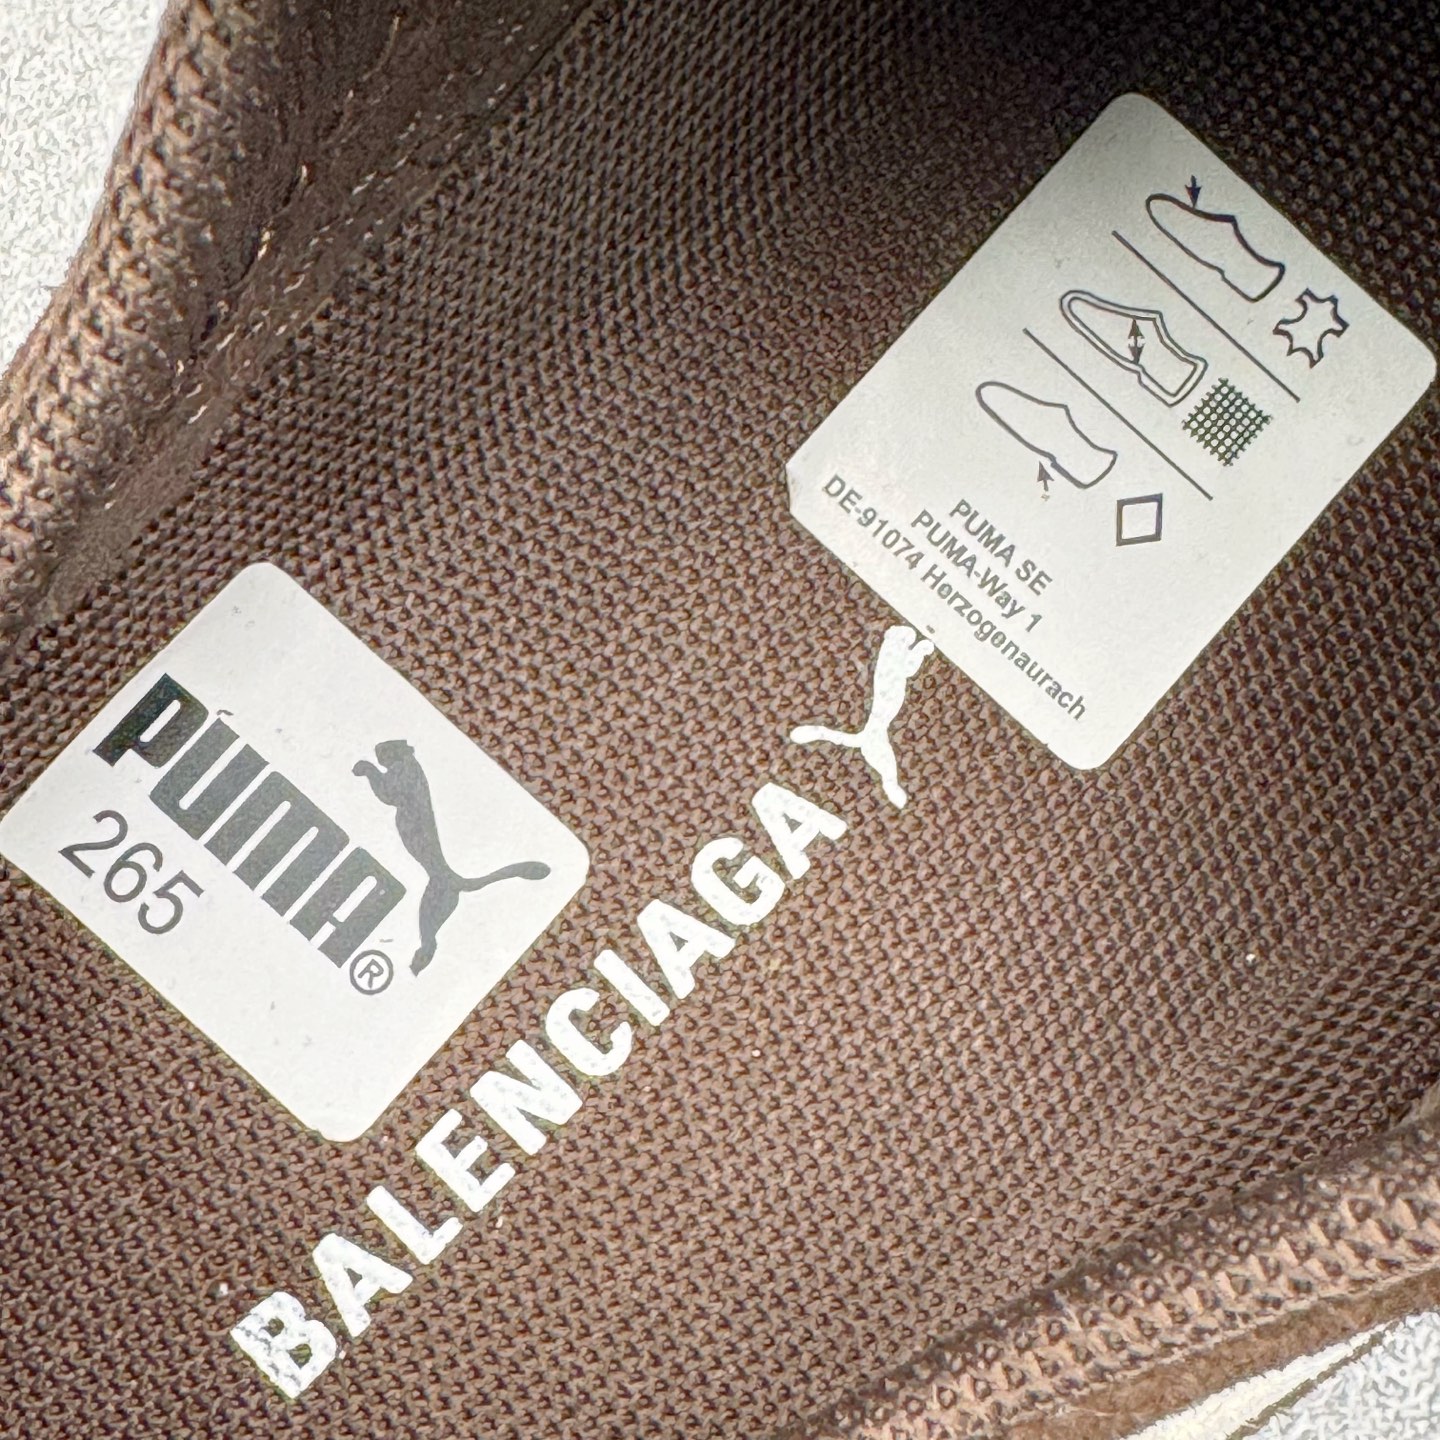 PUMA®
265
BALENCIAGA
PUMA SE
PUMA-Way 1
DE-91074 Herzogenaurach